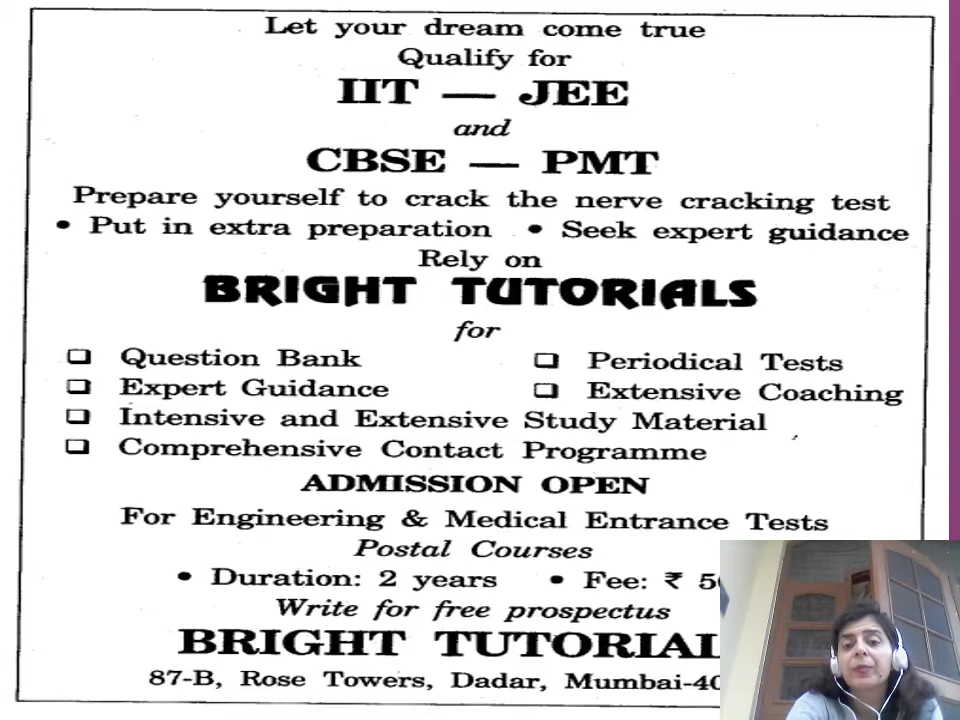 Let your dream come true
Qualify for
IIT — JEE
and
CBSE — PMT
Prepare yourself to crack the nerve cracking test
• Put in extra preparation • Seek expert guidance
Rely on
BRIGHT TUTORIALS
for
❑ Question Bank ❑ Periodical Tests
❑ Expert Guidance ❑ Extensive Coaching
❑ Intensive and Extensive Study Material
❑ Comprehensive Contact Programme
ADMISSION OPEN
For Engineering & Medical Entrance Tests
Postal Courses
• Duration: 2 years • Fee: ₹
Write for free prospectus
BRIGHT TUTORIAL
87-B, Rose Towers, Dadar, Mumbai-